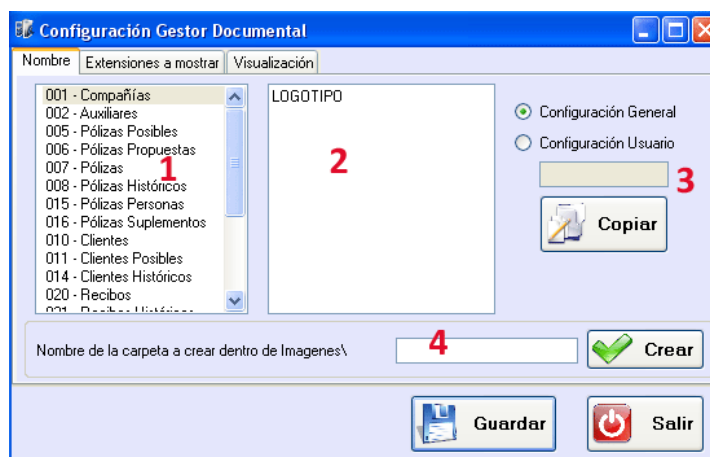 Configuración Gestor Documental
Nombre Extensiones a mostrar Visualización
001 - Compañías
002 - Auxiliares
005 - Pólizas Posibles
006 - Pólizas Propuestas
007 - Pólizas
008 - Pólizas Históricos
015 - Pólizas Personas
016 - Pólizas Suplementos
010 - Clientes
011 - Clientes Posibles
014 - Clientes Históricos
020 - Recibos
021 - Recibos Históricos
1
LOGOTIPO
2
Configuración General
Configuración Usuario
3
Copiar
Nombre de la carpeta a crear dentro de Imagenes\
4
Crear
Guardar
Salir